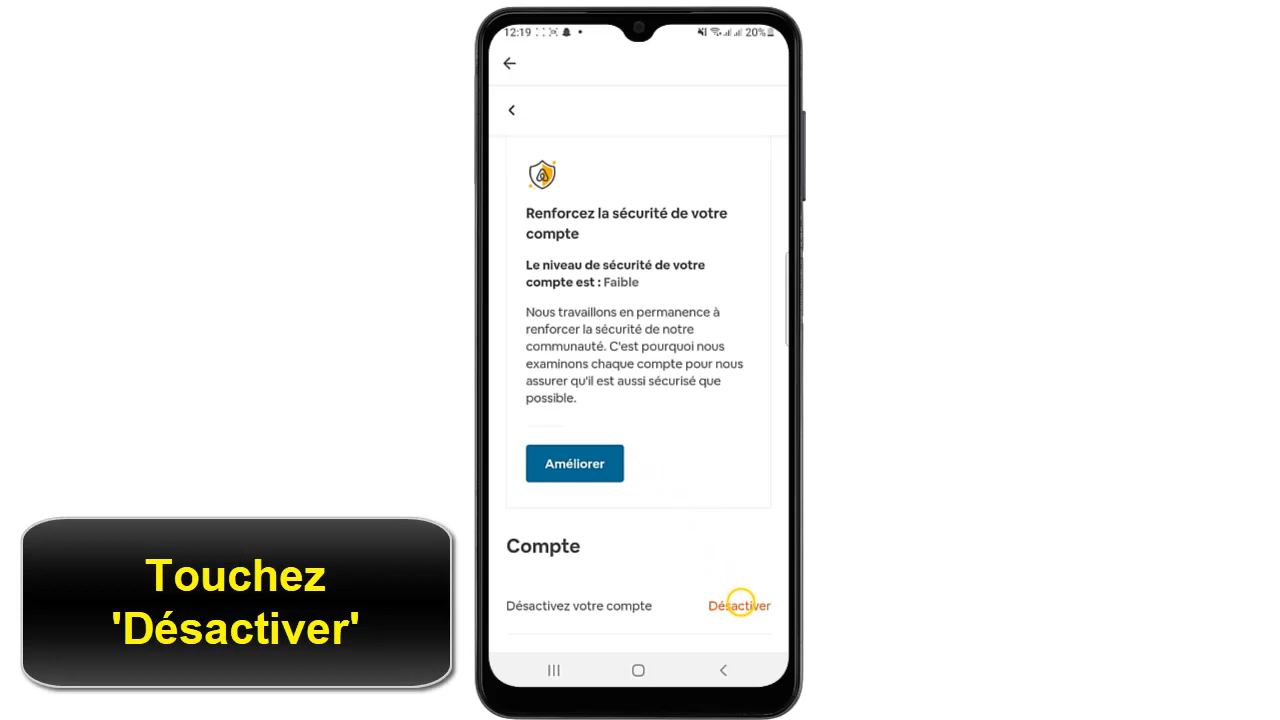 12:19
20%
Renforcez la sécurité de votre
compte
Le niveau de sécurité de votre
compte est : Faible
Nous travaillons en permanence à
renforcer la sécurité de notre
communauté. C'est pourquoi nous
examinons chaque compte pour nous
assurer qu'il est aussi sécurisé que
possible.
Améliorer
Compte
Désactivez votre compte Désactiver
Touchez
'Désactiver'